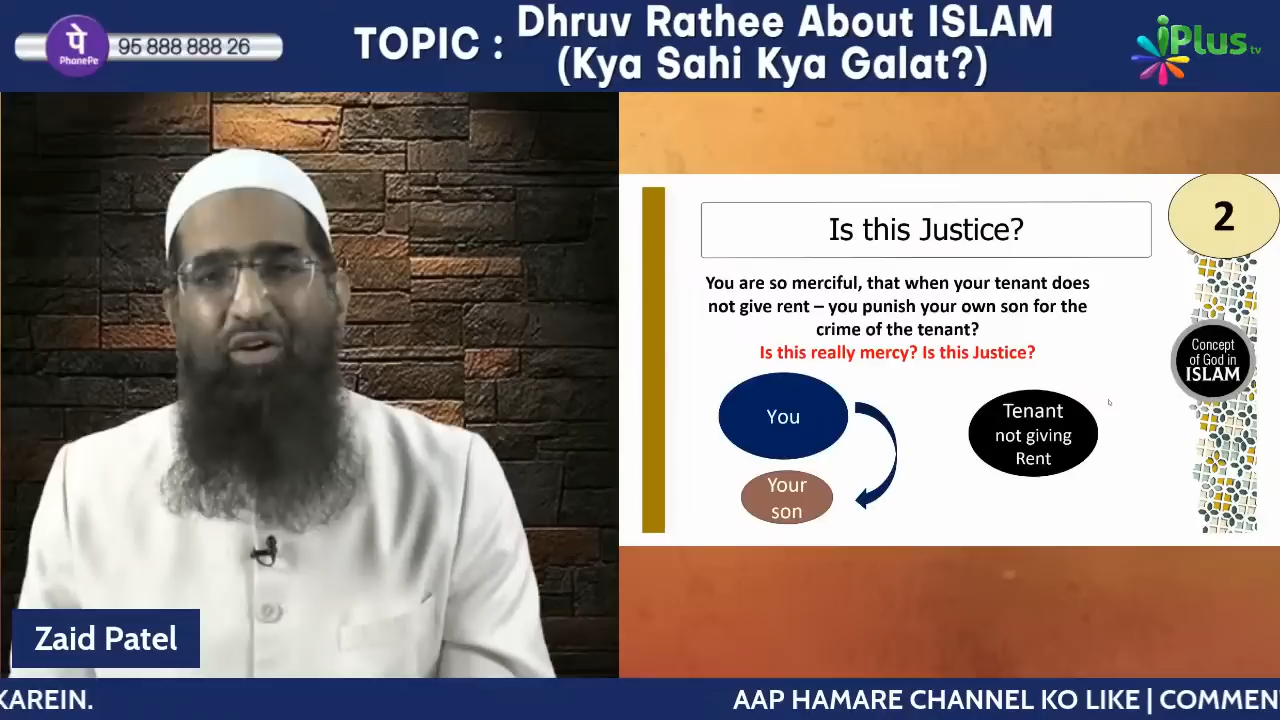 पे
PhonePe
95 888 888 26
TOPIC :
Dhruv Rathee About ISLAM
(Kya Sahi Kya Galat?)
iPlus tv
2
Is this Justice?
You are so merciful, that when your tenant does
not give rent – you punish your own son for the
crime of the tenant?
Is this really mercy? Is this Justice?
Concept
of God in
ISLAM
You
Tenant
not giving
Rent
Your
son
Zaid Patel
KAREIN.
AAP HAMARE CHANNEL KO LIKE | COMMEN